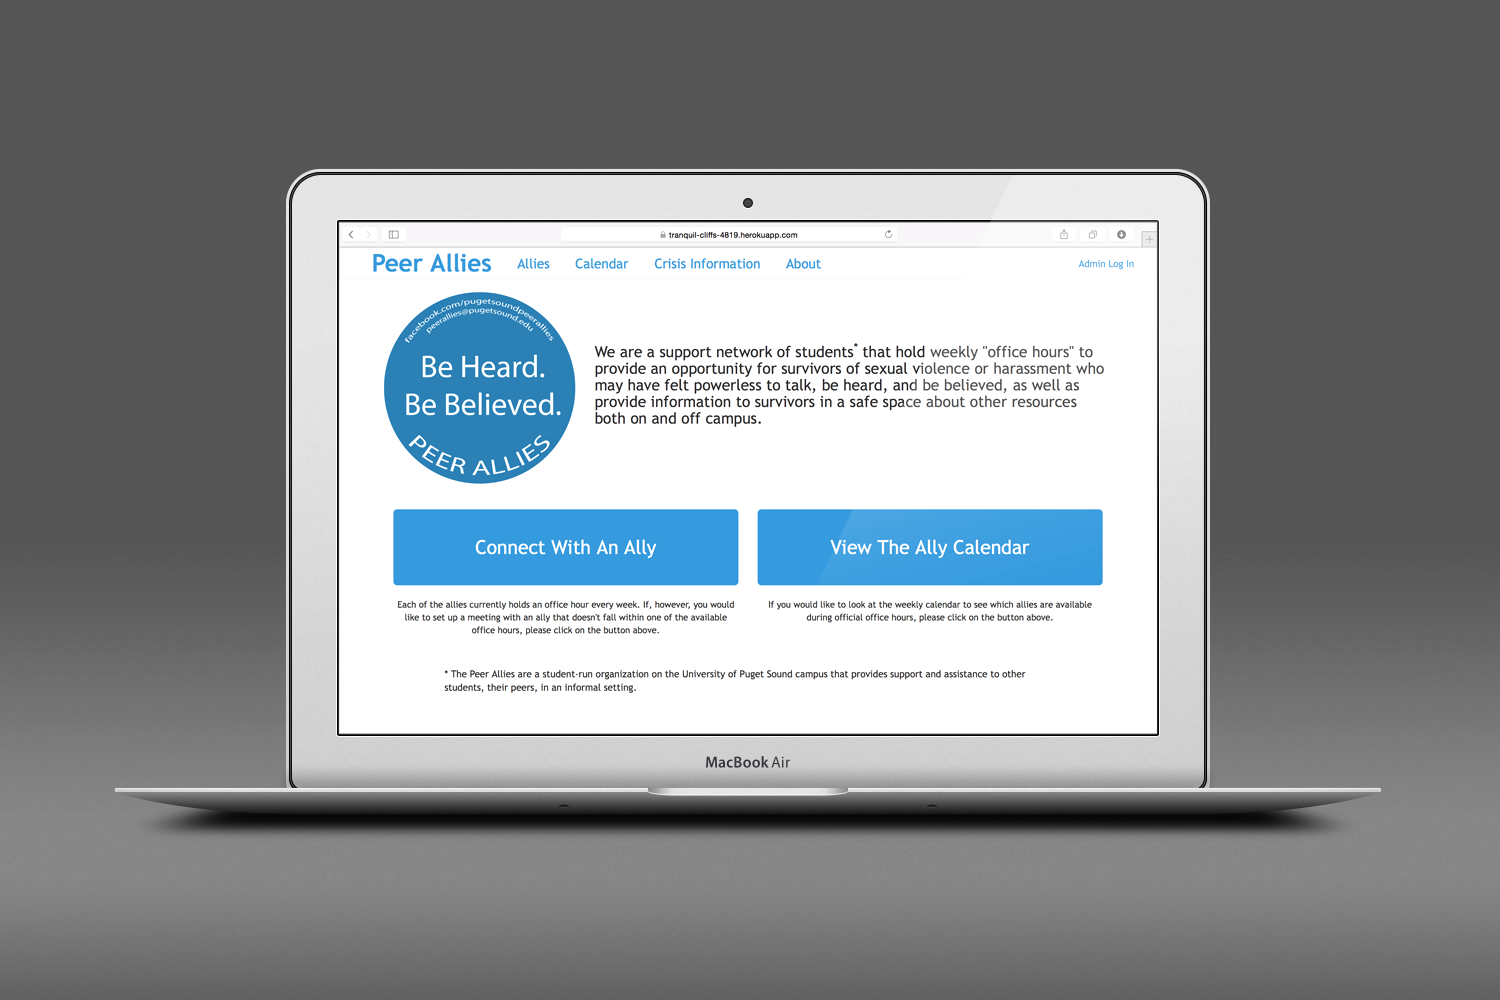 tranquil-cliffs-4819.herokuapp.com
Peer Allies Allies Calendar Crisis Information About Admin Log In
facebook.com/pugetsoundpeerallies
peerallies@pugetsound.edu
Be Heard.
Be Believed.
PEER ALLIES
We are a support network of students* that hold weekly "office hours" to
provide an opportunity for survivors of sexual violence or harassment who
may have felt powerless to talk, be heard, and be believed, as well as
provide information to survivors in a safe space about other resources
both on and off campus.
Connect With An Ally
View The Ally Calendar
Each of the allies currently holds an office hour every week. If, however, you would
like to set up a meeting with an ally that doesn't fall within one of the available
office hours, please click on the button above.
If you would like to look at the weekly calendar to see which allies are available
during official office hours, please click on the button above.
* The Peer Allies are a student-run organization on the University of Puget Sound campus that provides support and assistance to other
students, their peers, in an informal setting.
MacBook Air